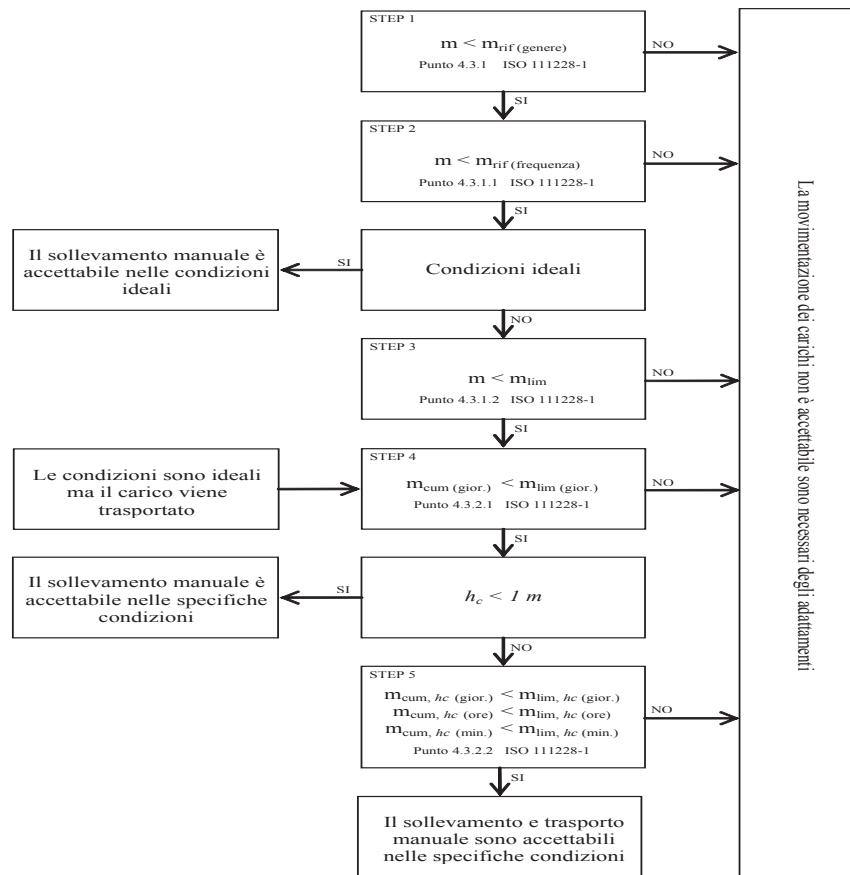 STEP 1
m < mrif (genere)
Punto 4.3.1 ISO 111228-1
NO
SI
STEP 2
m < mrif (frequenza)
Punto 4.3.1.1 ISO 111228-1
NO
SI
Il sollevamento manuale è
accettabile nelle condizioni
ideali
SI
Condizioni ideali
NO
STEP 3
m < mlim
Punto 4.3.1.2 ISO 111228-1
NO
SI
Le condizioni sono ideali
ma il carico viene
trasportato
STEP 4
mcum (gior.) < mlim (gior.)
Punto 4.3.2.1 ISO 111228-1
NO
SI
Il sollevamento manuale è
accettabile nelle specifiche
condizioni
SI
hc < 1 m
NO
STEP 5
mcum, hc (gior.) < mlim, hc (gior.)
mcum, hc (ore) < mlim, hc (ore)
mcum, hc (min.) < mlim, hc (min.)
Punto 4.3.2.2 ISO 111228-1
NO
SI
Il sollevamento e trasporto
manuale sono accettabili
nelle specifiche condizioni
La movimentazione dei carichi non è accettabile sono necessari degli adattamenti